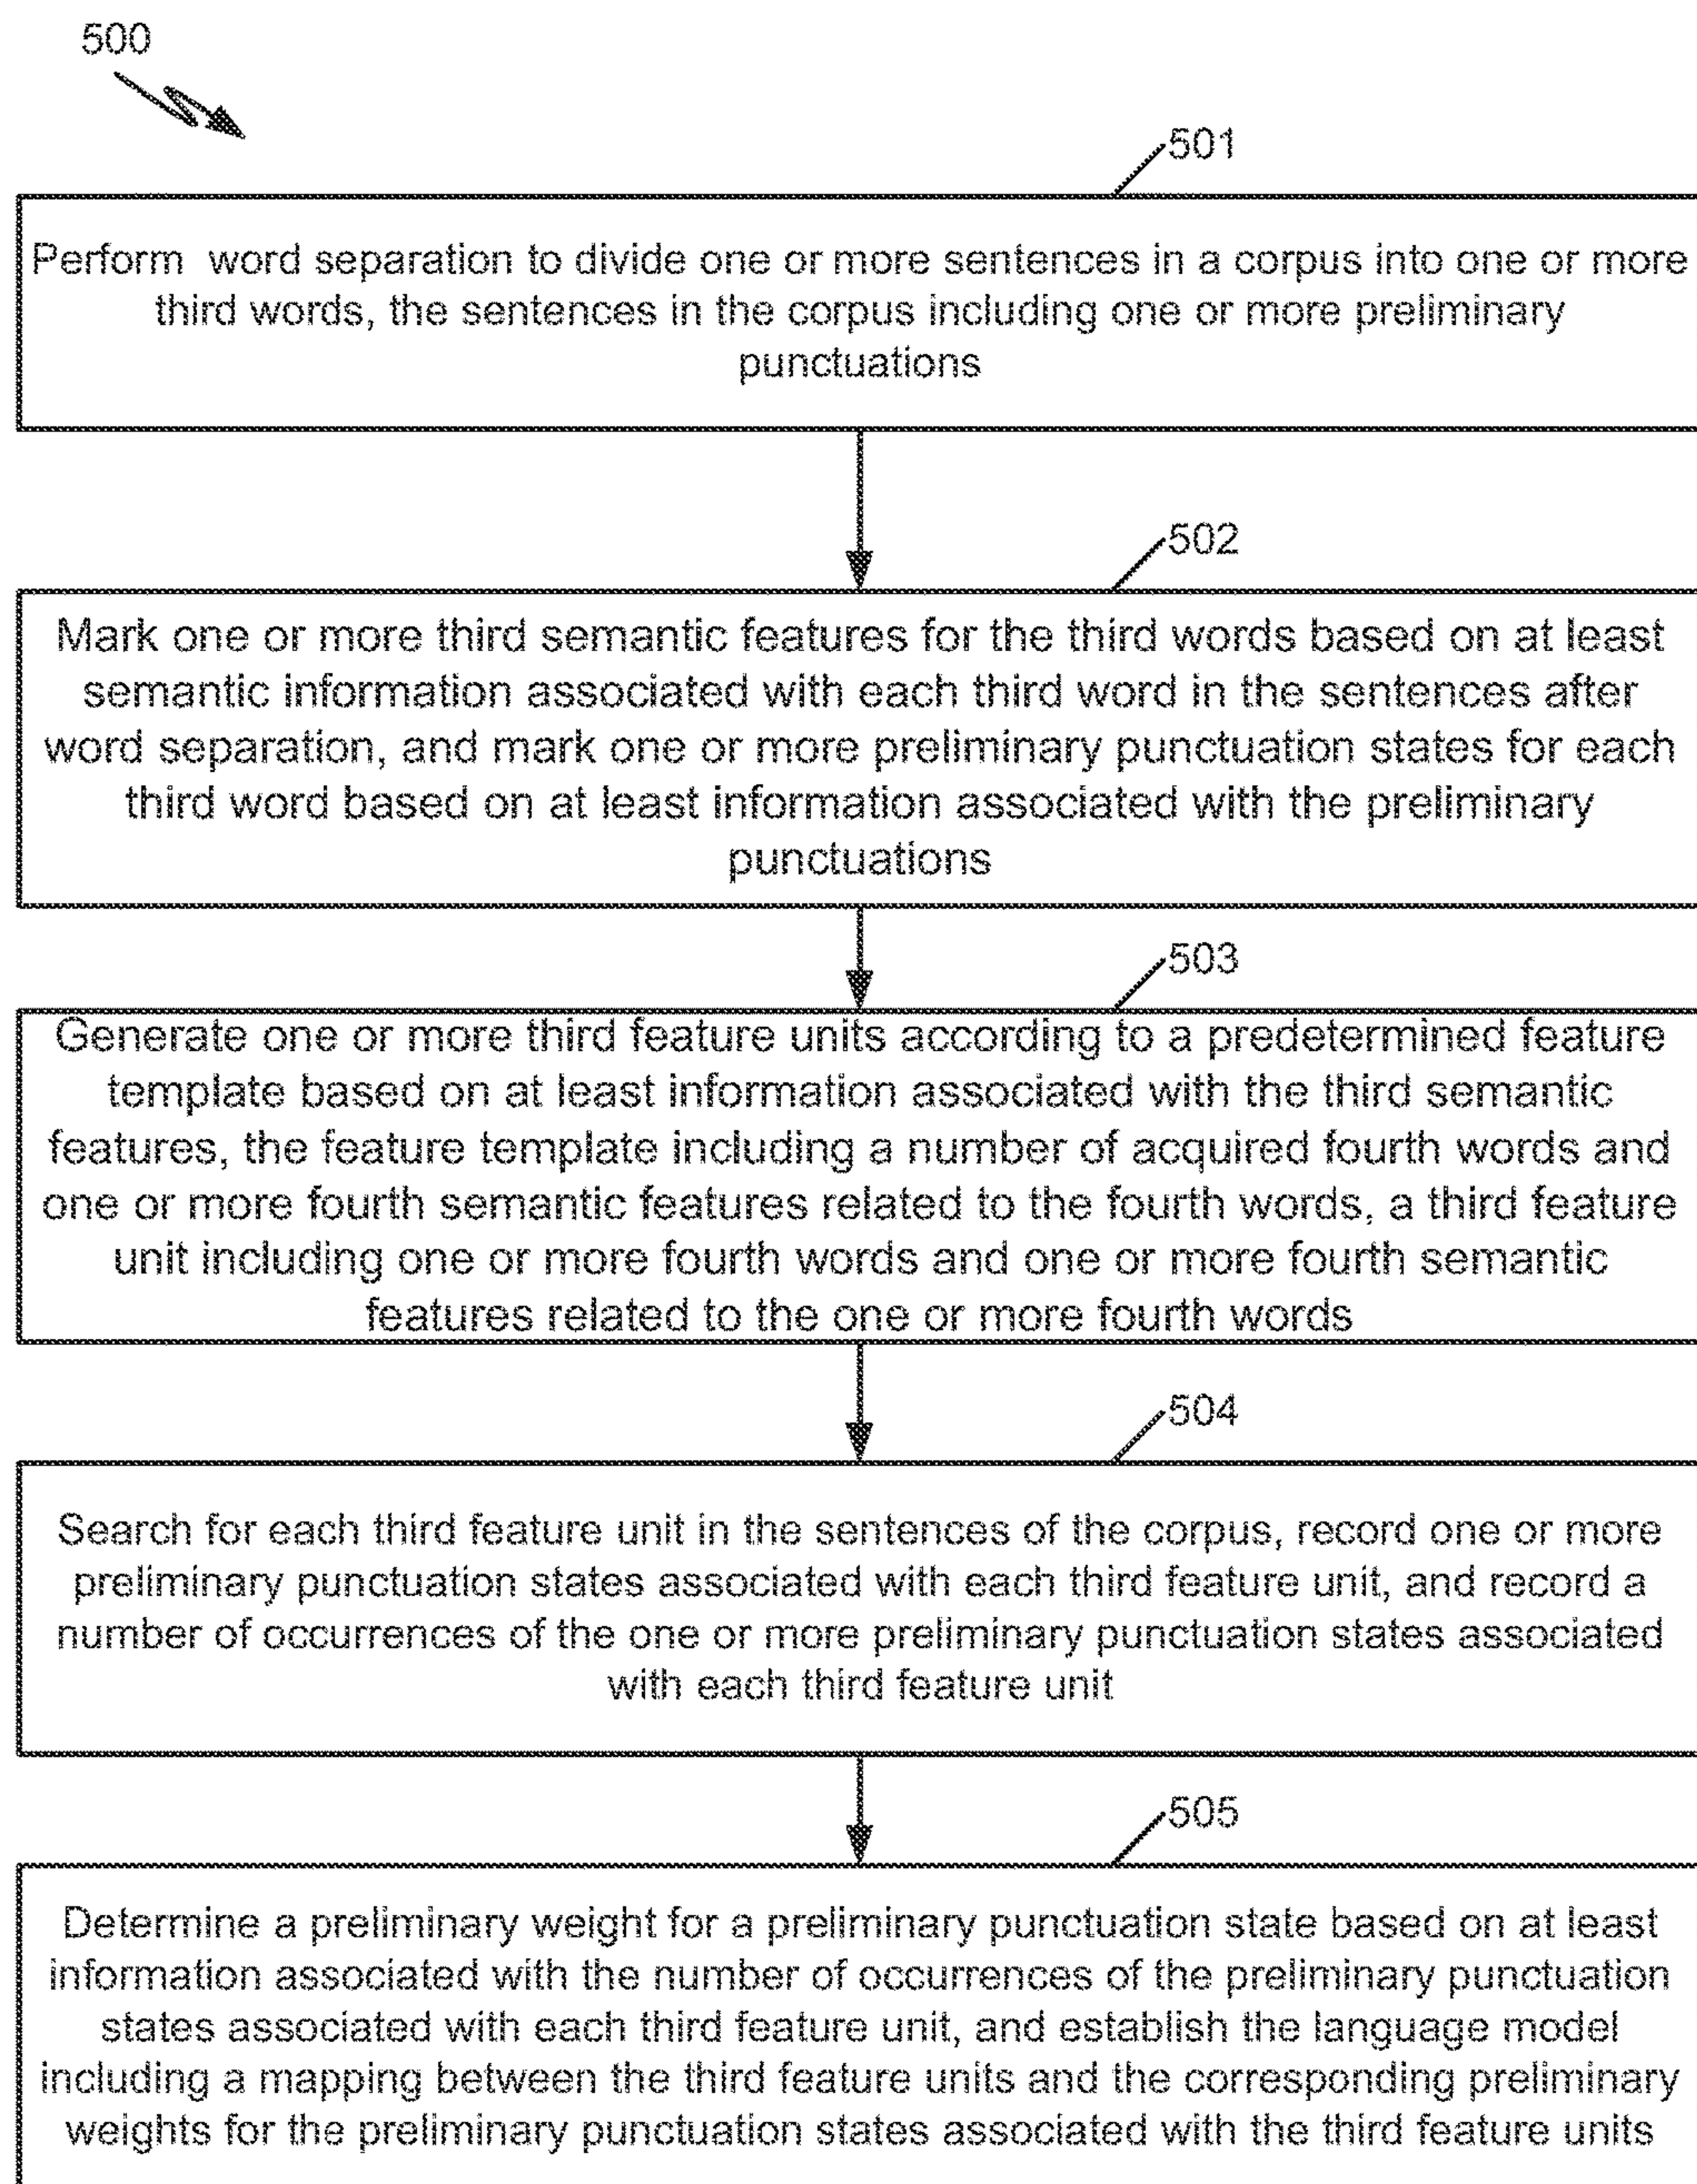 500
501
Perform word separation to divide one or more sentences in a corpus into one or more
third words, the sentences in the corpus including one or more preliminary
punctuations
502
Mark one or more third semantic features for the third words based on at least
semantic information associated with each third word in the sentences after
word separation, and mark one or more preliminary punctuation states for each
third word based on at least information associated with the preliminary
punctuations
503
Generate one or more third feature units according to a predetermined feature
template based on at least information associated with the third semantic
features, the feature template including a number of acquired fourth words and
one or more fourth semantic features related to the fourth words, a third feature
unit including one or more fourth words and one or more fourth semantic
features related to the one or more fourth words
504
Search for each third feature unit in the sentences of the corpus, record one or more
preliminary punctuation states associated with each third feature unit, and record a
number of occurrences of the one or more preliminary punctuation states associated
with each third feature unit
505
Determine a preliminary weight for a preliminary punctuation state based on at least
information associated with the number of occurrences of the preliminary punctuation
states associated with each third feature unit, and establish the language model
including a mapping between the third feature units and the corresponding preliminary
weights for the preliminary punctuation states associated with the third feature units